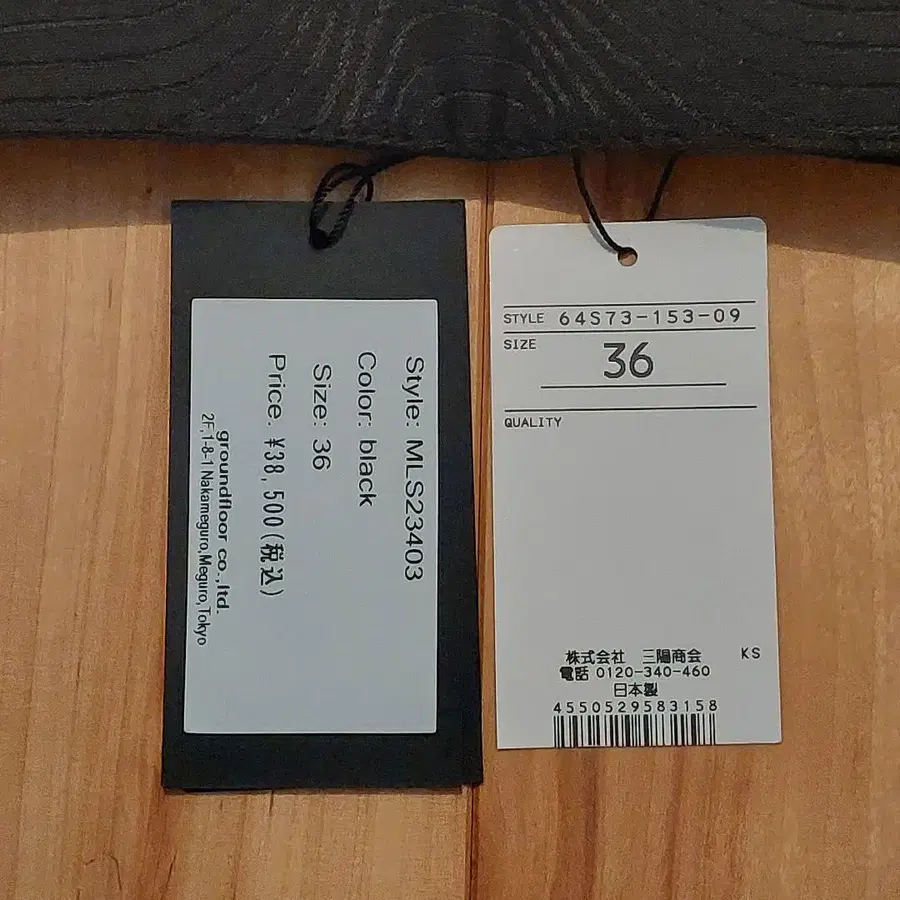 Style: MLS23403
Color: black
Size: 36
Price. ¥38,500(税込)
groundfloor co.,ltd.
2F,1-8-1 Nakameguro,Meguro,Tokyo
STYLE 64S73-153-09
SIZE
36
QUALITY
株式会社 三陽商会 KS
電話 0120-340-460
日本製
4550529583158